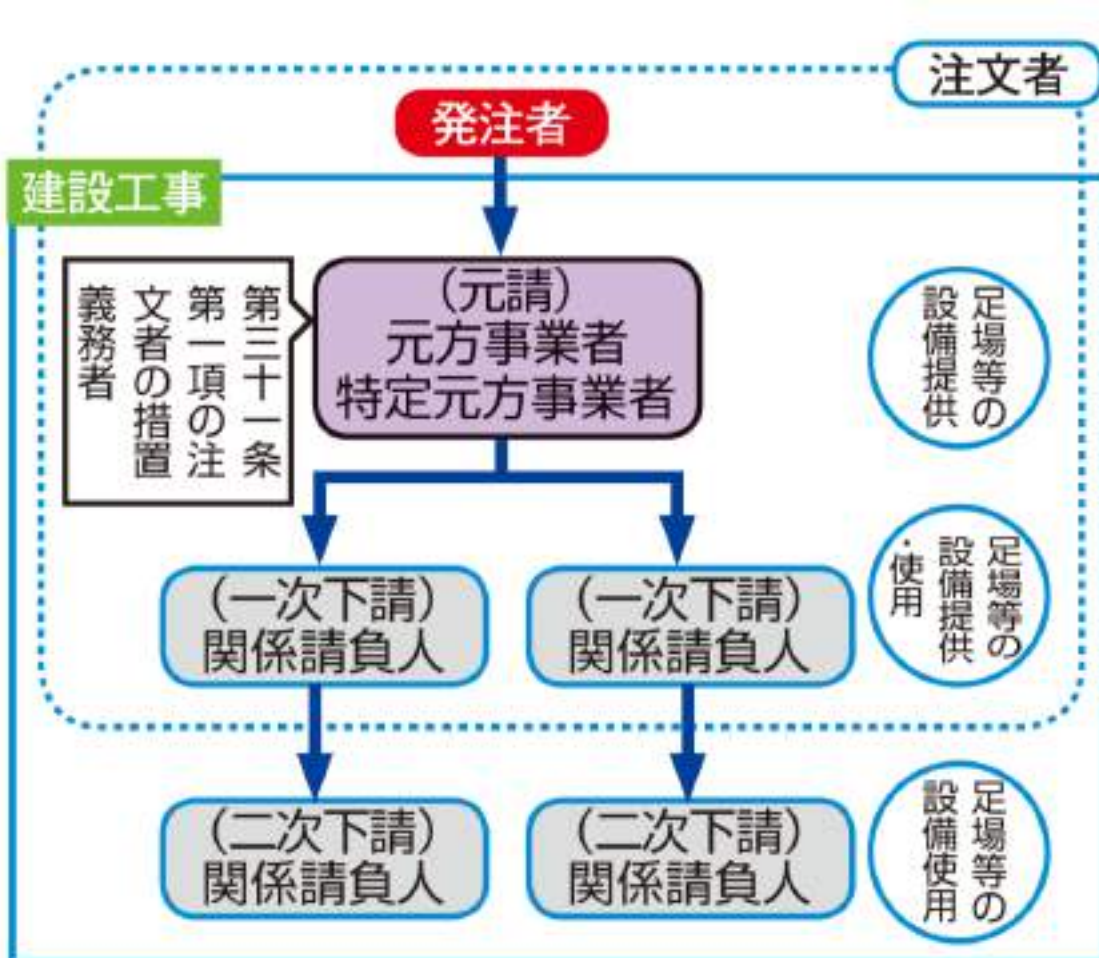 注文者
発注者
建設工事
第三十一条
第一項の注
文者の措置
義務者
(元請)
元方事業者
特定元方事業者
足場等の
設備提供
(一次下請)
関係請負人
(一次下請)
関係請負人
足場等の
設備提供
・使用
(二次下請)
関係請負人
(二次下請)
関係請負人
足場等の
設備使用